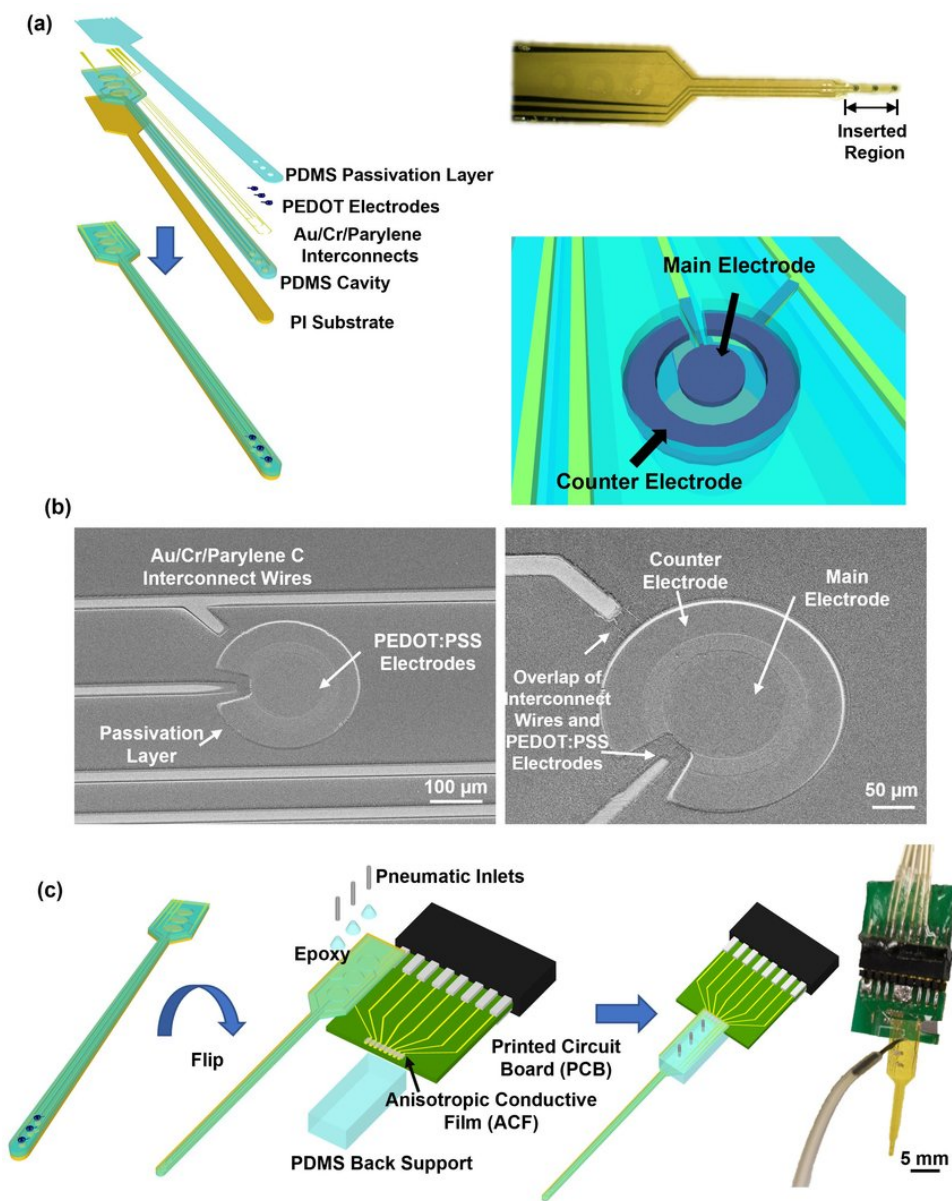 (a)
PDMS Passivation Layer
PEDOT Electrodes
Au/Cr/Parylene
Interconnects
PDMS Cavity
PI Substrate
Inserted
Region
Main Electrode
Counter Electrode
(b)
Au/Cr/Parylene C
Interconnect Wires
PEDOT:PSS
Electrodes
Passivation
Layer
100 µm
Counter
Electrode
Main
Electrode
Overlap of
Interconnect
Wires and
PEDOT:PSS
Electrodes
50 µm
(c)
Pneumatic Inlets
Epoxy
Flip
Printed Circuit
Board (PCB)
Anisotropic Conductive
Film (ACF)
PDMS Back Support
5 mm